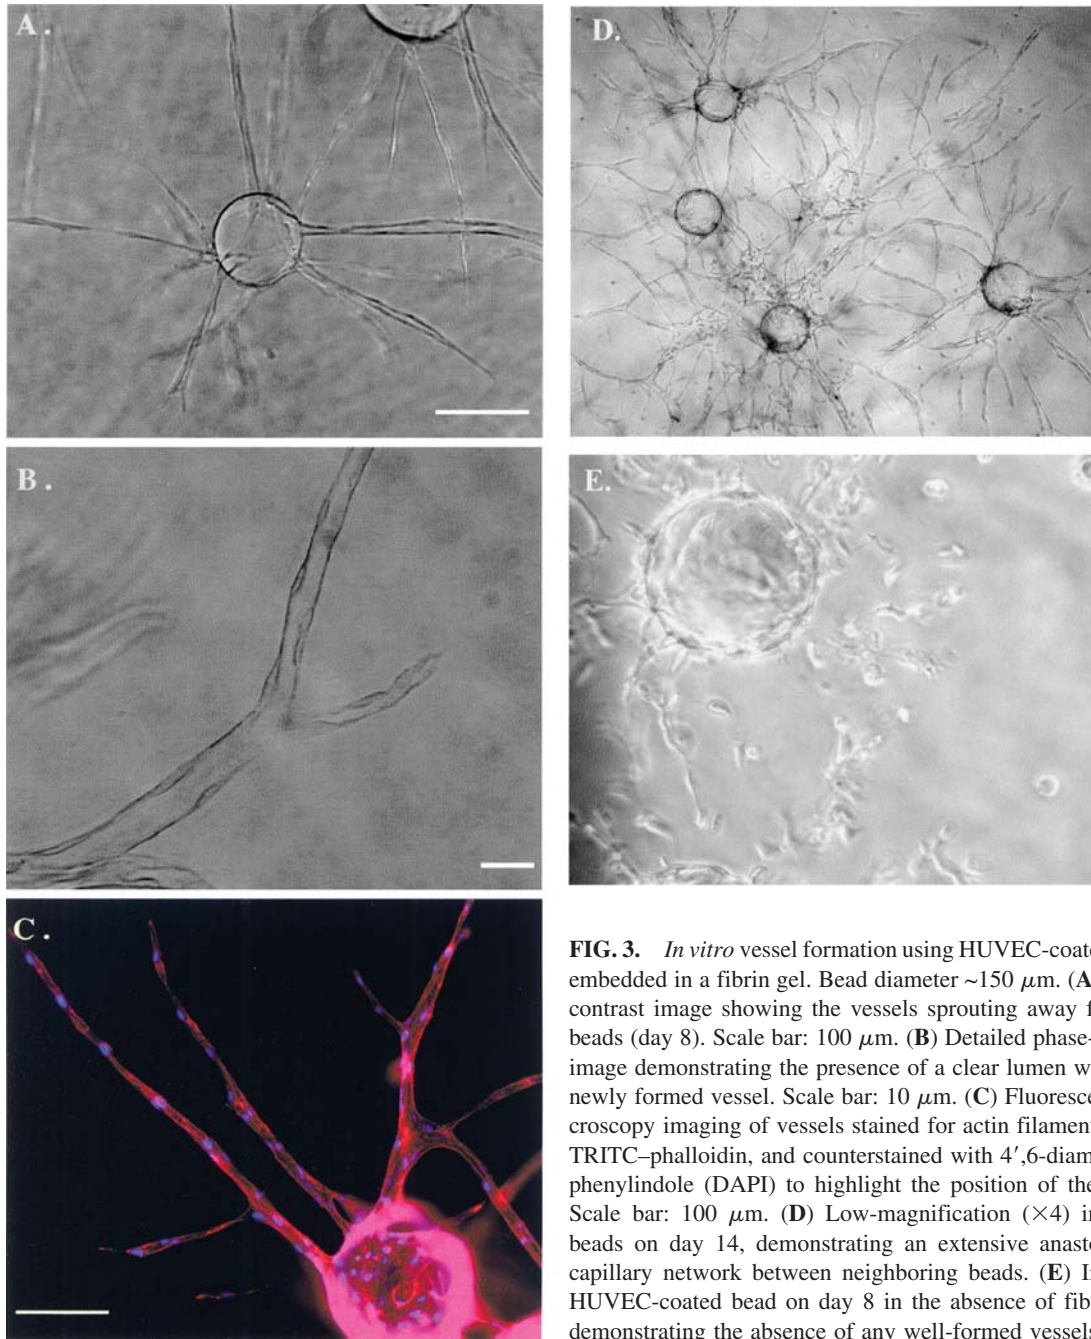 A.
D.
B.
E.
C.
FIG. 3. In vitro vessel formation using HUVEC-coat
embedded in a fibrin gel. Bead diameter ~150 μm. (A
contrast image showing the vessels sprouting away f
beads (day 8). Scale bar: 100 μm. (B) Detailed phase-
image demonstrating the presence of a clear lumen w
newly formed vessel. Scale bar: 10 μm. (C) Fluoresce
croscopy imaging of vessels stained for actin filament
TRITC–phalloidin, and counterstained with 4′,6-diam
phenylindole (DAPI) to highlight the position of the
Scale bar: 100 μm. (D) Low-magnification (×4) i
beads on day 14, demonstrating an extensive anasto
capillary network between neighboring beads. (E) I
HUVEC-coated bead on day 8 in the absence of fib
demonstrating the absence of any well-formed vessels